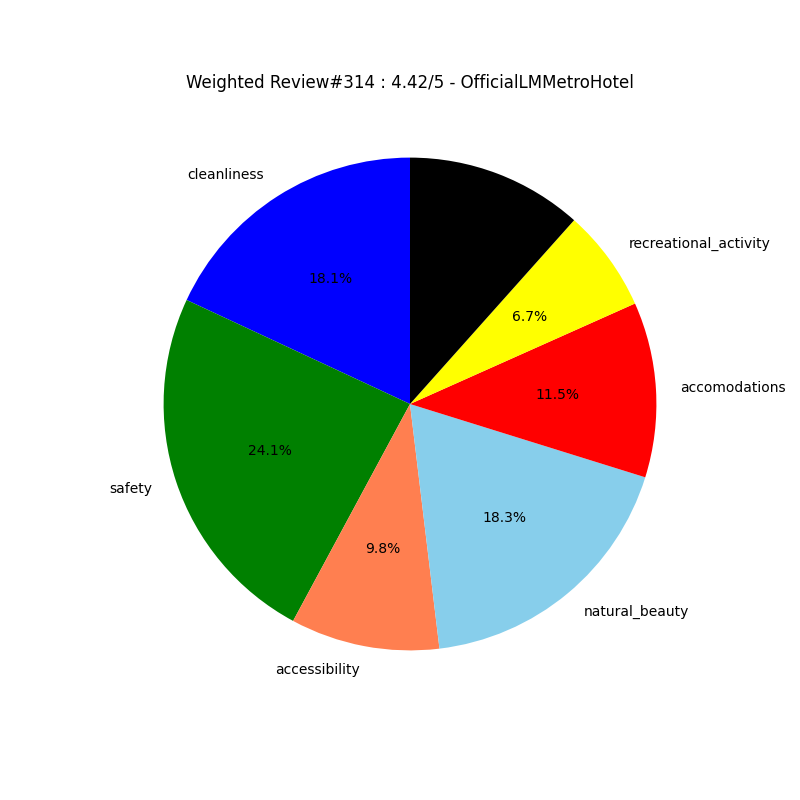 Weighted Review#314 : 4.42/5 - OfficialLMMetroHotel
cleanliness
18.1%
safety
24.1%
accessibility
9.8%
natural_beauty
18.3%
accomodations
11.5%
recreational_activity
6.7%